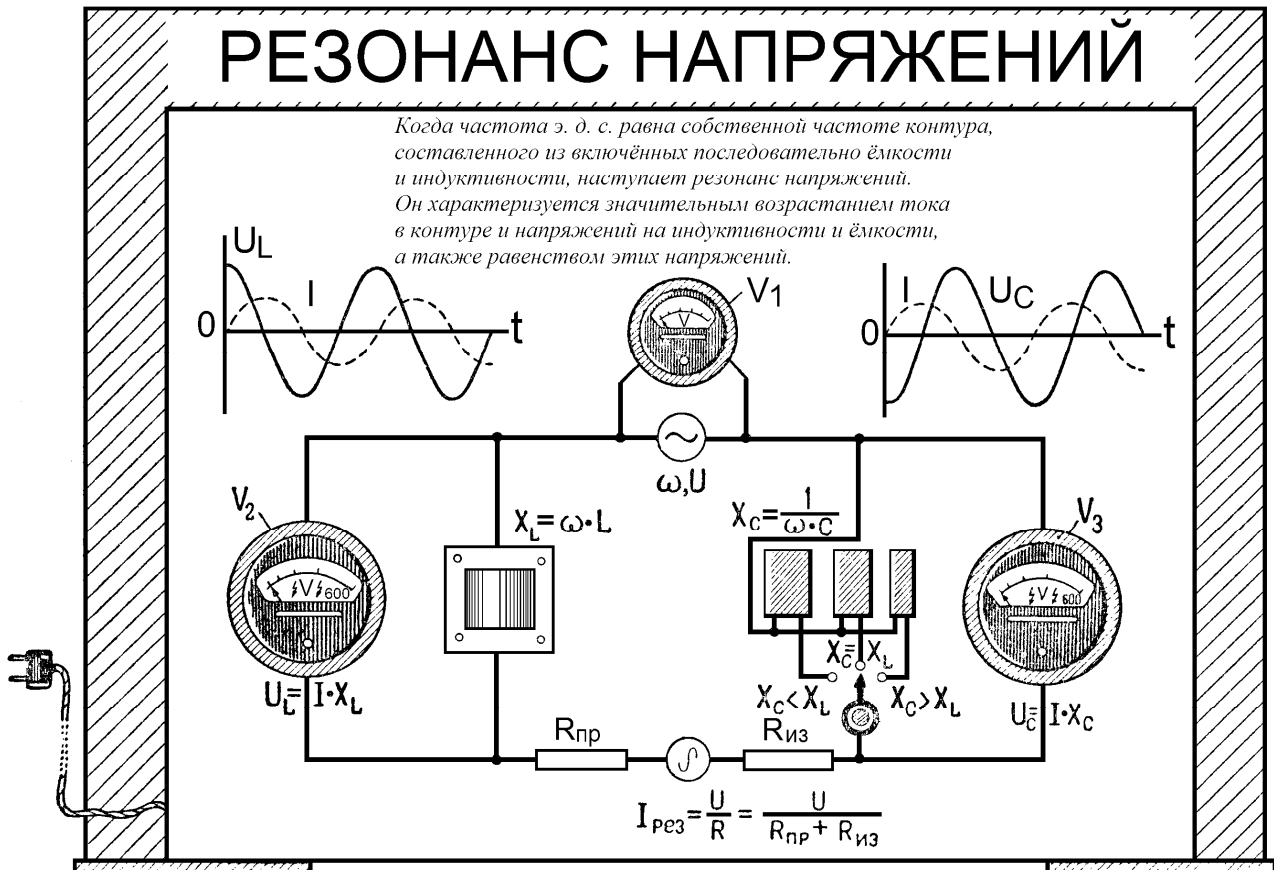 РЕЗОНАНС НАПРЯЖЕНИЙ
Когда частота э. д. с. равна собственной частоте контура,
составленного из включённых последовательно ёмкости
и индуктивности, наступает резонанс напряжений.
Он характеризуется значительным возрастанием тока
в контуре и напряжений на индуктивности и ёмкости,
а также равенством этих напряжений.
UL
I
0
t
V1
V
I
UC
0
t
ω,U
V2
XL=ω·L
XC=1/ω·C
V3
V 600
V 600
XC=XL
XC<XL
XC>XL
UL=I·XL
UC=I·XC
Rпр
Rиз
Iрез=U/R=U/Rпр+Rиз